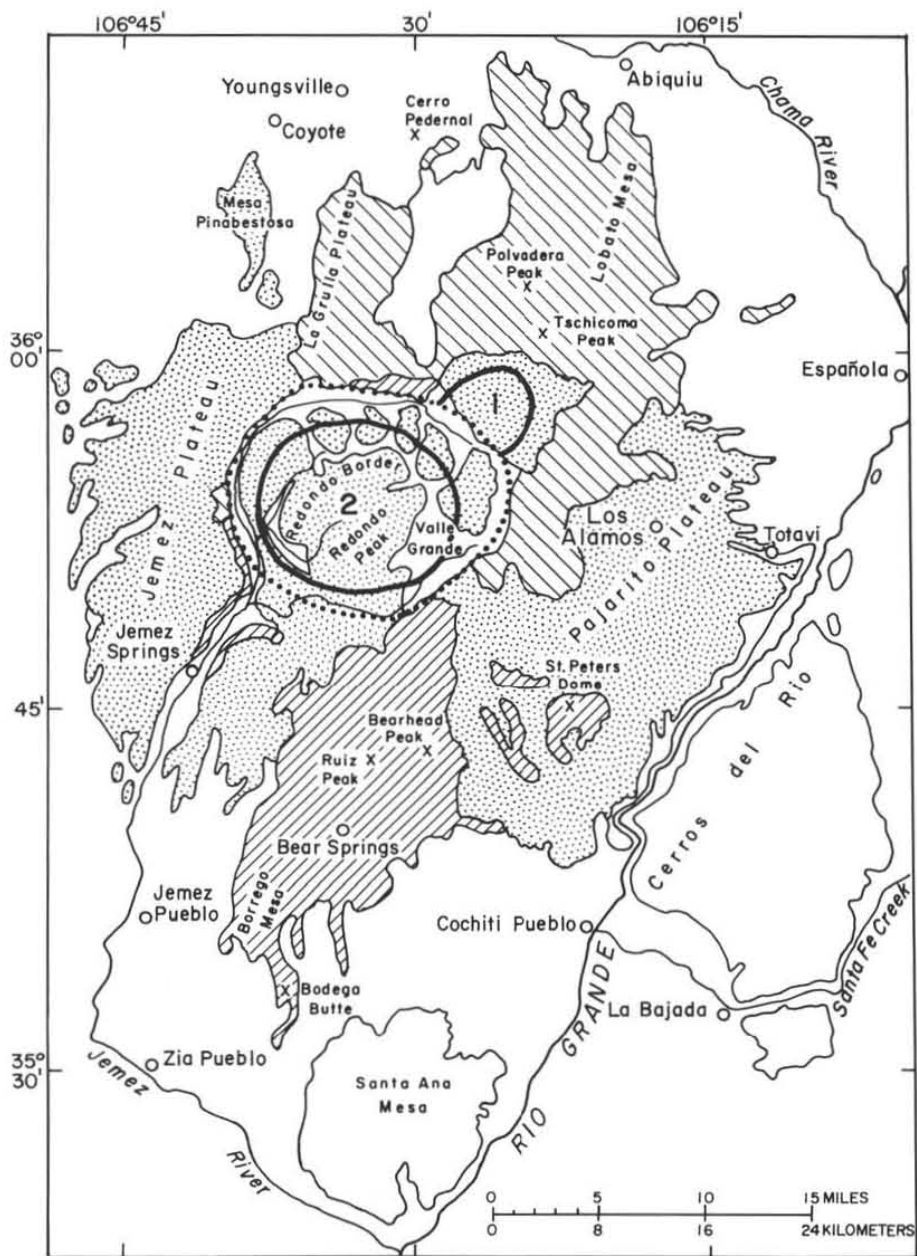 106°45' 30' 106°15'
Youngsville
Abiquiu
Coyote
Cerro
Pedernal
X
Chama River
Mesa
Pinabestosa
La Grulla Plateau
Lobato Mesa
Polvadera
Peak X
X Tschicoma
Peak
36°
00'
Española
1
Jemez Plateau
Redondo Border
2
Redondo
Peak
Valle
Grande
Los
Alamos
Totavi
Pajarito Plateau
Jemez
Springs
St. Peters
Dome X
45'
Bearhead
Peak X
Ruiz X
Peak
Cerros del Rio
Bear Springs
Borrego
Mesa
Jemez
Pueblo
Cochiti Pueblo
Santa Fe Creek
X Bodega
Butte
La Bajada
RIO GRANDE
35°
30'
Zia Pueblo
Jemez River
Santa Ana
Mesa
0 5 10 15 MILES
0 8 16 24 KILOMETERS